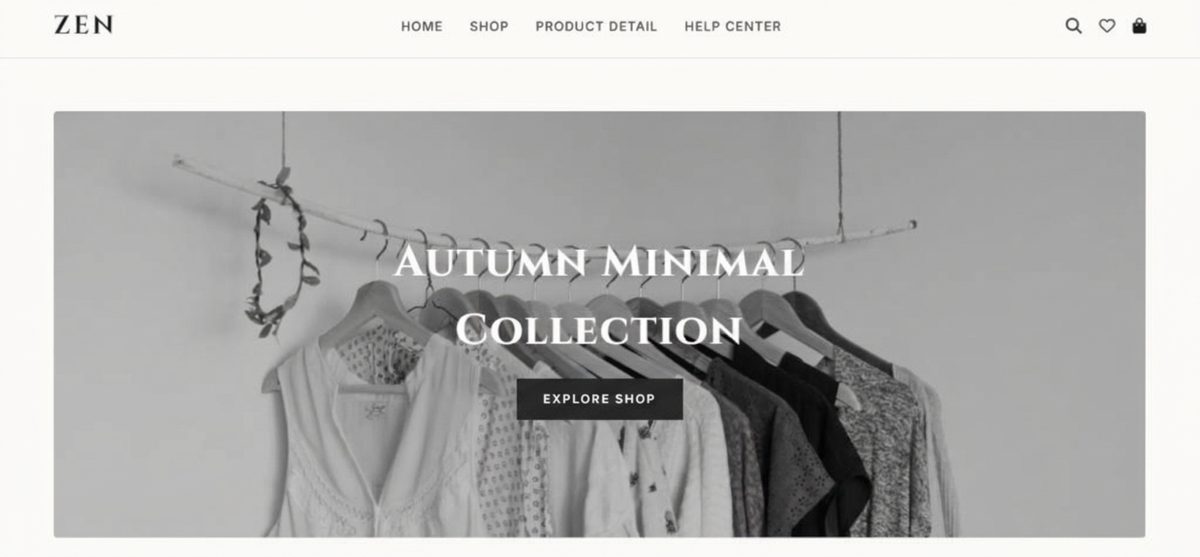 ZEN
HOME SHOP PRODUCT DETAIL HELP CENTER
AUTUMN MINIMAL
COLLECTION
EXPLORE SHOP